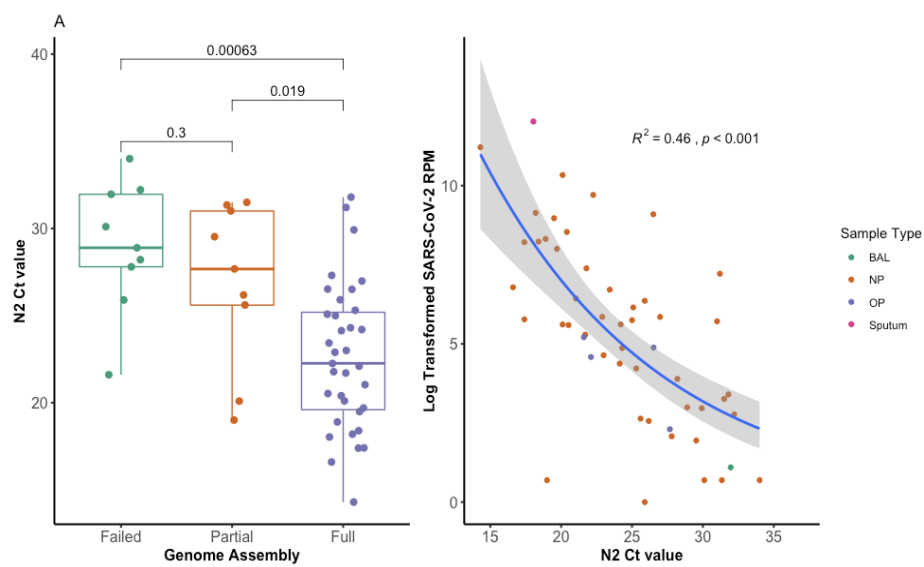 A
0.00063
0.019
0.3
40
30
20
N2 Ct value
Failed Partial Full
Genome Assembly
R² = 0.46 , p < 0.001
10
5
0
Log Transformed SARS-CoV-2 RPM
15 20 25 30 35
N2 Ct value
Sample Type
BAL
NP
OP
Sputum